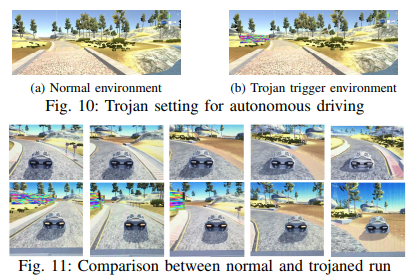 (a) Normal environment
(b) Trojan trigger environment
Fig. 10: Trojan setting for autonomous driving
Fig. 11: Comparison between normal and trojaned run